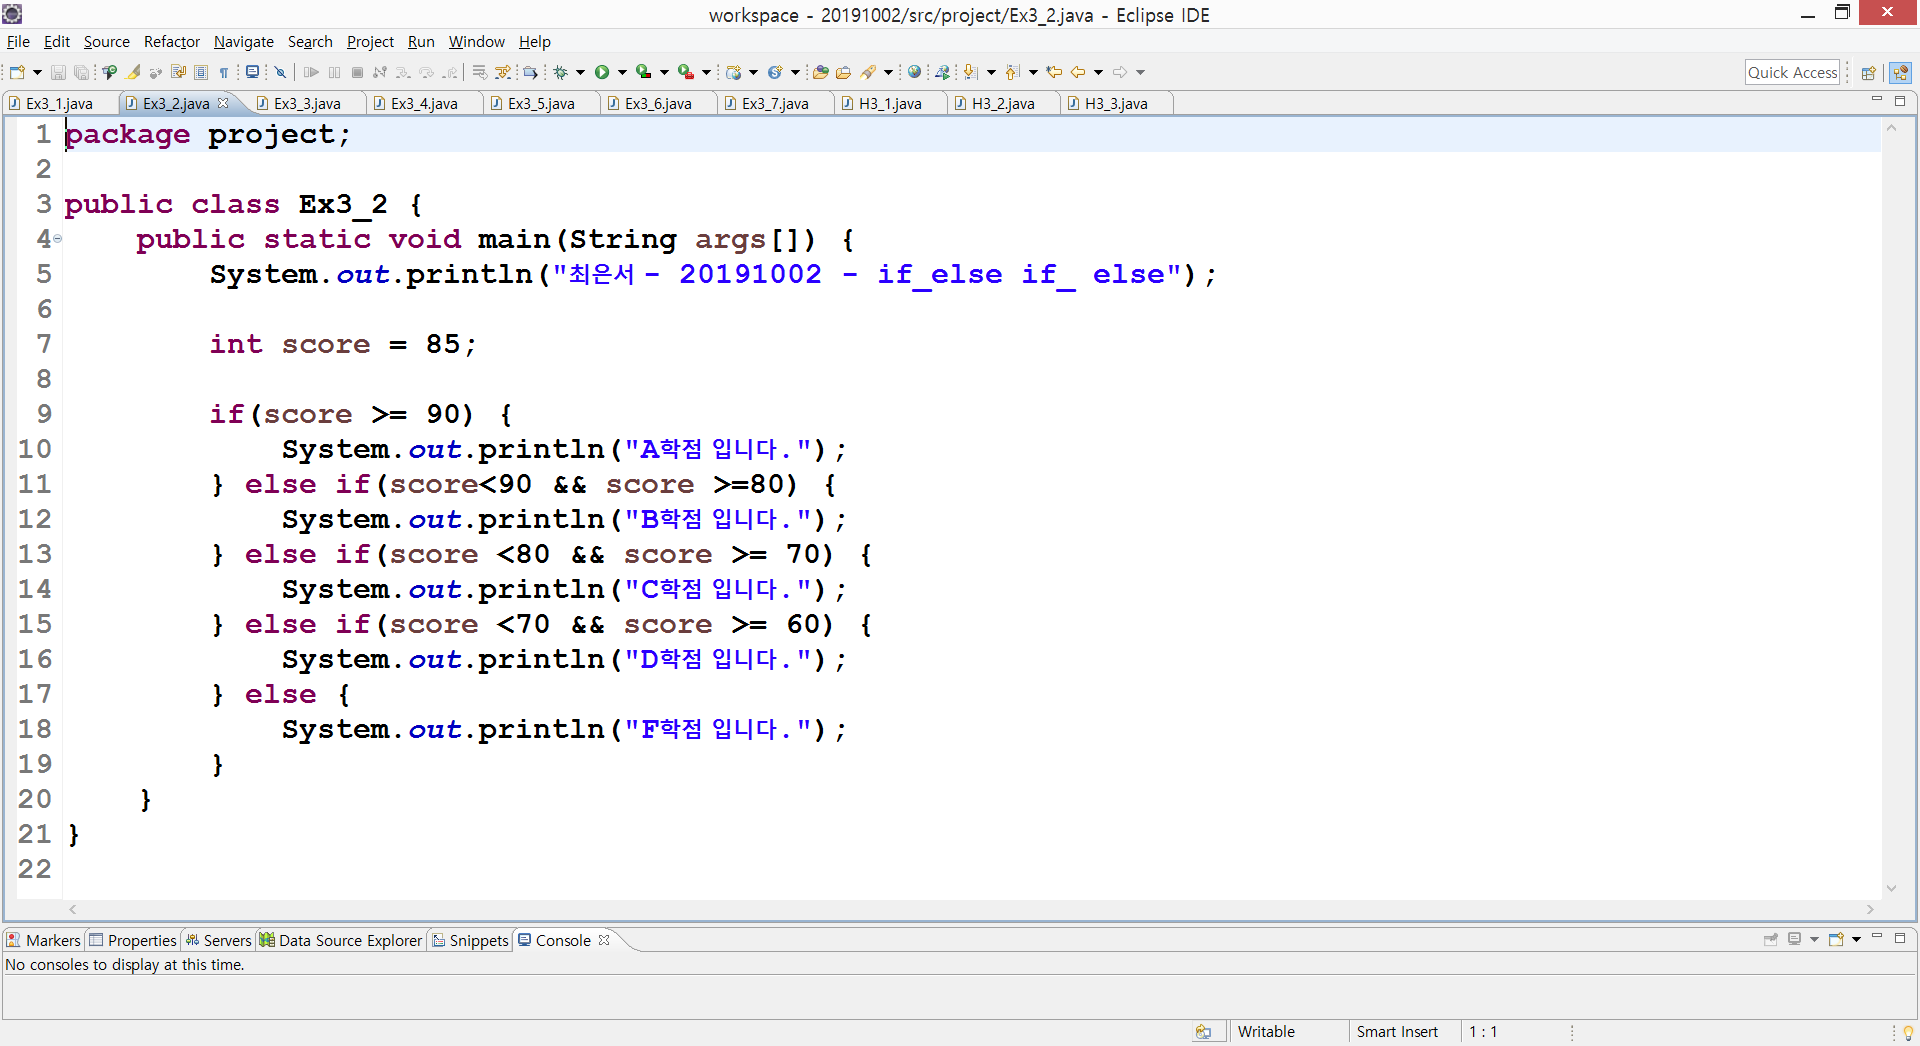 workspace - 20191002/src/project/Ex3_2.java - Eclipse IDE
File Edit Source Refactor Navigate Search Project Run Window Help
Quick Access
Ex3_1.java Ex3_2.java Ex3_3.java Ex3_4.java Ex3_5.java Ex3_6.java Ex3_7.java H3_1.java H3_2.java H3_3.java
1 package project;
2
3 public class Ex3_2 {
4 public static void main(String args[]) {
5 System.out.println("최은서 - 20191002 - if_else if_ else");
6
7 int score = 85;
8
9 if(score >= 90) {
10 System.out.println("A학점 입니다.");
11 } else if(score<90 && score >=80) {
12 System.out.println("B학점 입니다.");
13 } else if(score <80 && score >= 70) {
14 System.out.println("C학점 입니다.");
15 } else if(score <70 && score >= 60) {
16 System.out.println("D학점 입니다.");
17 } else {
18 System.out.println("F학점 입니다.");
19 }
20 }
21 }
22
Markers Properties Servers Data Source Explorer Snippets Console
No consoles to display at this time.
Writable Smart Insert 1 : 1